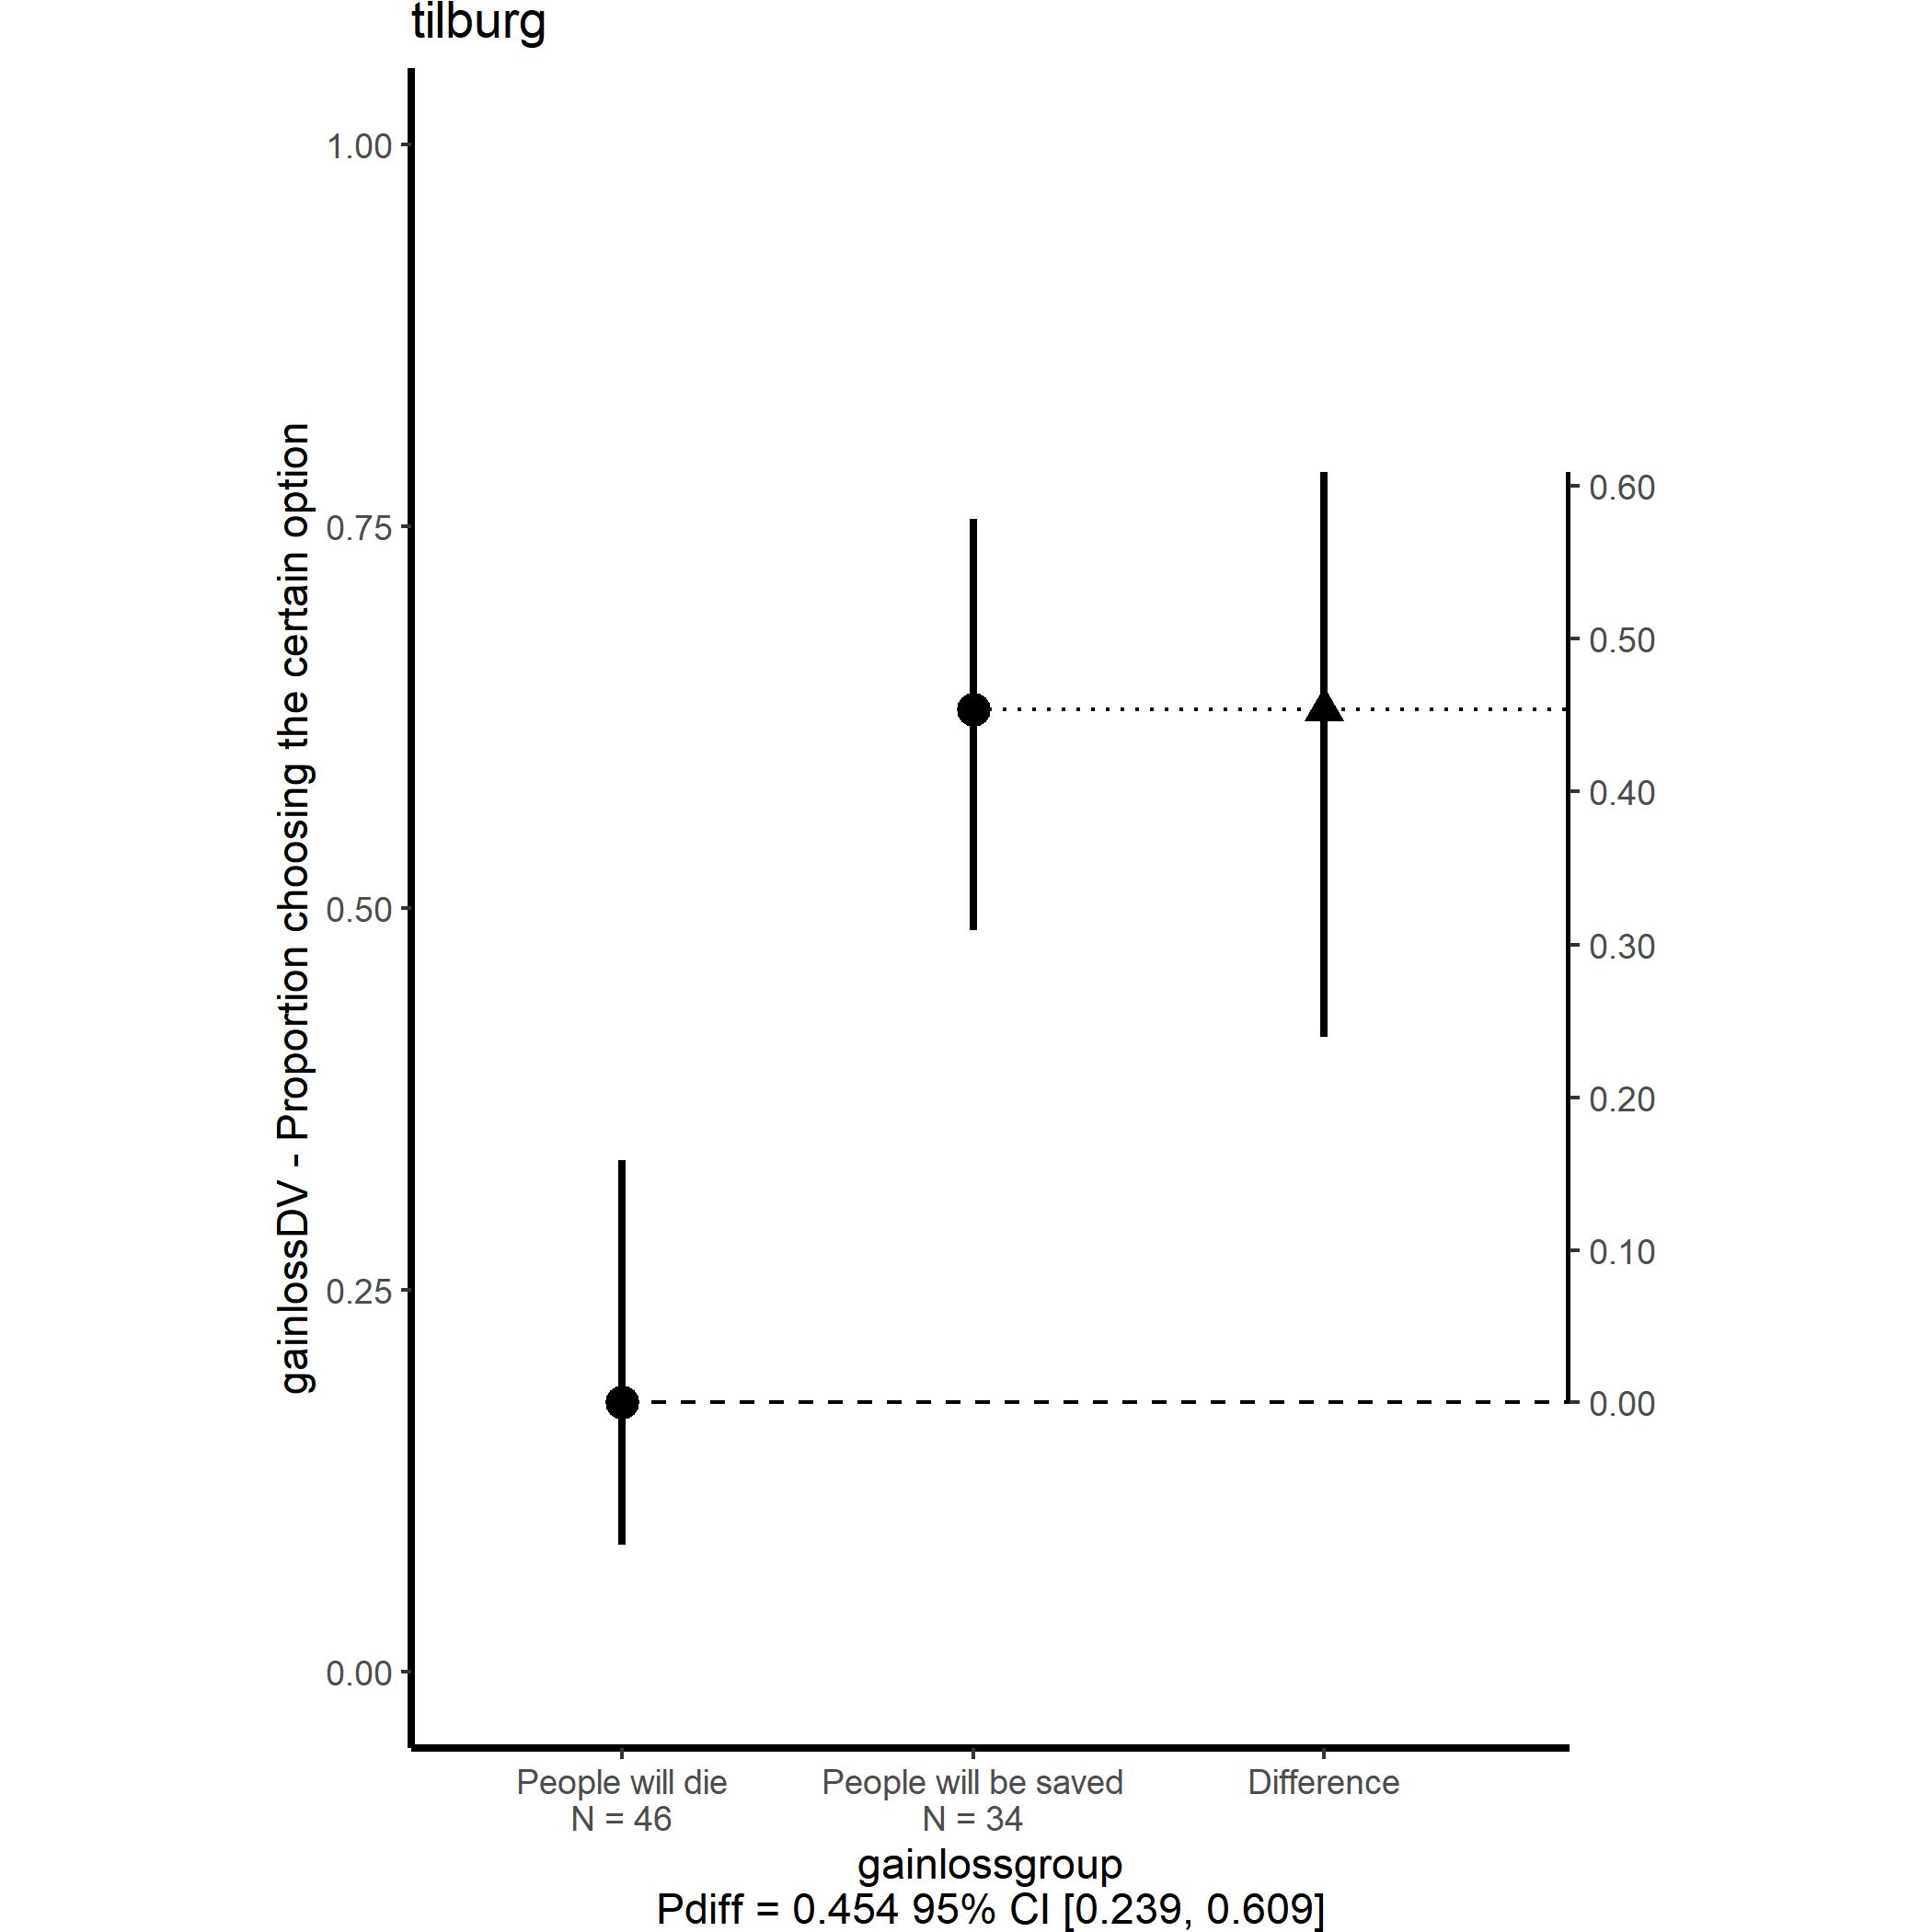 tilburg
gainlossDV - Proportion choosing the certain option
1.00
0.75
0.50
0.25
0.00
0.60
0.50
0.40
0.30
0.20
0.10
0.00
People will die
N = 46
People will be saved
N = 34
Difference
gainlossgroup
Pdiff = 0.454 95% CI [0.239, 0.609]